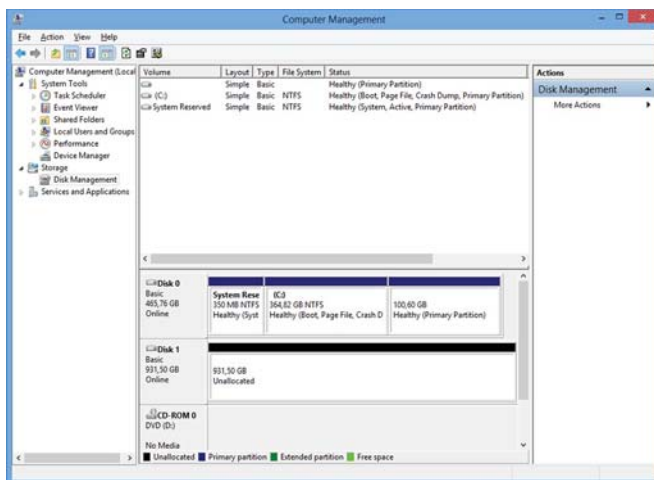 Computer Management
File Action View Help
Computer Management (Local
System Tools
Task Scheduler
Event Viewer
Shared Folders
Local Users and Groups
Performance
Device Manager
Storage
Disk Management
Services and Applications
Volume Layout Type File System Status
Simple Basic Healthy (Primary Partition)
(C:) Simple Basic NTFS Healthy (Boot, Page File, Crash Dump, Primary Partition)
System Reserved Simple Basic NTFS Healthy (System, Active, Primary Partition)
Actions
Disk Management
More Actions
Disk 0
Basic
465,76 GB
Online
System Rese
350 MB NTFS
Healthy (Syst
(C:)
364,82 GB NTFS
Healthy (Boot, Page File, Crash D
100,60 GB
Healthy (Primary Partition)
Disk 1
Basic
931,50 GB
Online
931,50 GB
Unallocated
CD-ROM 0
DVD (D:)
No Media
Unallocated Primary partition Extended partition Free space